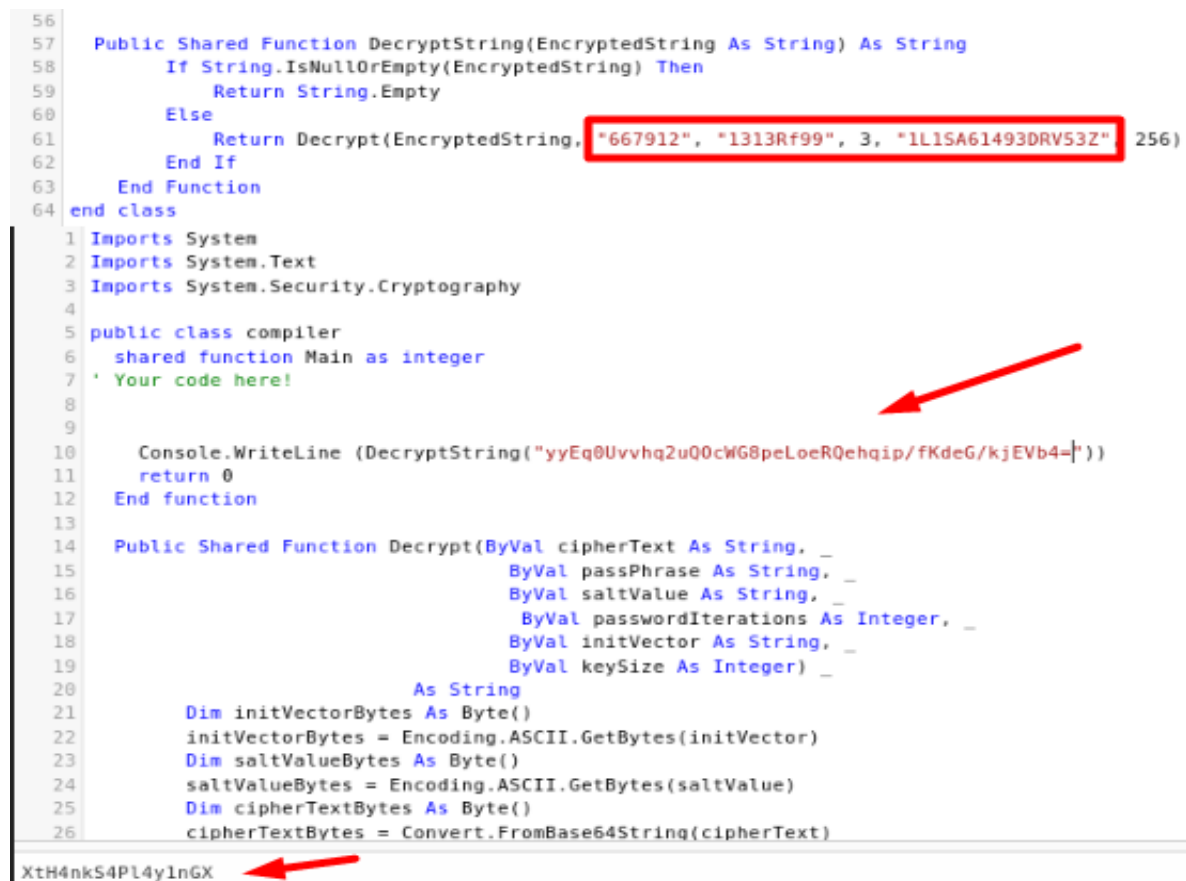 56
57 Public Shared Function DecryptString(EncryptedString As String) As String
58 If String.IsNullOrEmpty(EncryptedString) Then
59 Return String.Empty
60 Else
61 Return Decrypt(EncryptedString, "667912", "1313Rf99", 3, "1L1SA61493DRV53Z", 256)
62 End If
63 End Function
64 end class
1 Imports System
2 Imports System.Text
3 Imports System.Security.Cryptography
4
5 public class compiler
6 shared function Main as integer
7 ' Your code here!
8
9
10 Console.WriteLine (DecryptString("yyEq0Uvvhq2uQOcWG8peLoeRQehqip/fKdeG/kjEVb4="))
11 return 0
12 End function
13
14 Public Shared Function Decrypt(ByVal cipherText As String, _
15 ByVal passPhrase As String, _
16 ByVal saltValue As String, _
17 ByVal passwordIterations As Integer, _
18 ByVal initVector As String, _
19 ByVal keySize As Integer) _
20 As String
21 Dim initVectorBytes As Byte()
22 initVectorBytes = Encoding.ASCII.GetBytes(initVector)
23 Dim saltValueBytes As Byte()
24 saltValueBytes = Encoding.ASCII.GetBytes(saltValue)
25 Dim cipherTextBytes As Byte()
26 cipherTextBytes = Convert.FromBase64String(cipherText)
XtH4nkS4Pl4y1nGX